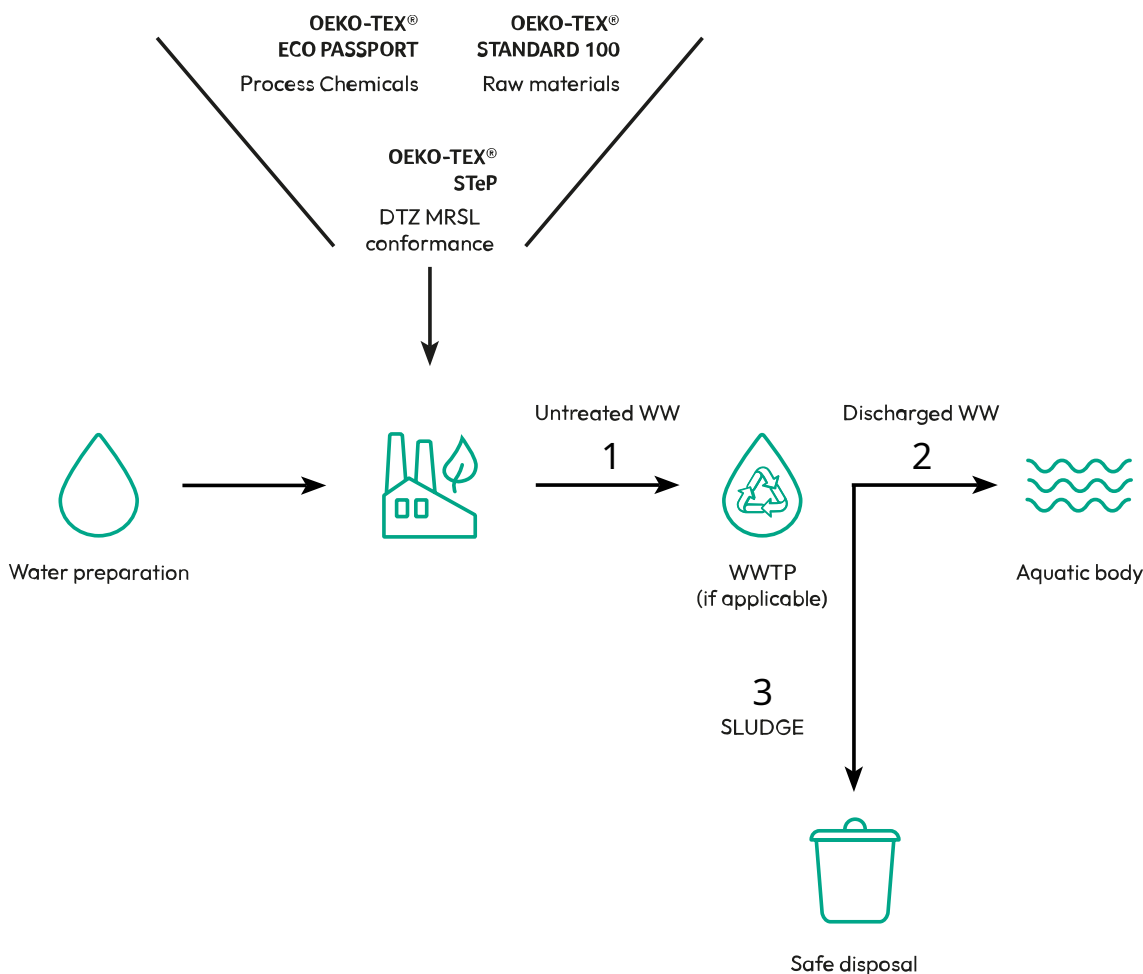 OEKO-TEX®
ECO PASSPORT
Process Chemicals
OEKO-TEX®
STANDARD 100
Raw materials
OEKO-TEX®
STeP
DTZ MRSL
conformance
Untreated WW
1
Discharged WW
2
Water preparation
WWTP
(if applicable)
Aquatic body
3
SLUDGE
Safe disposal